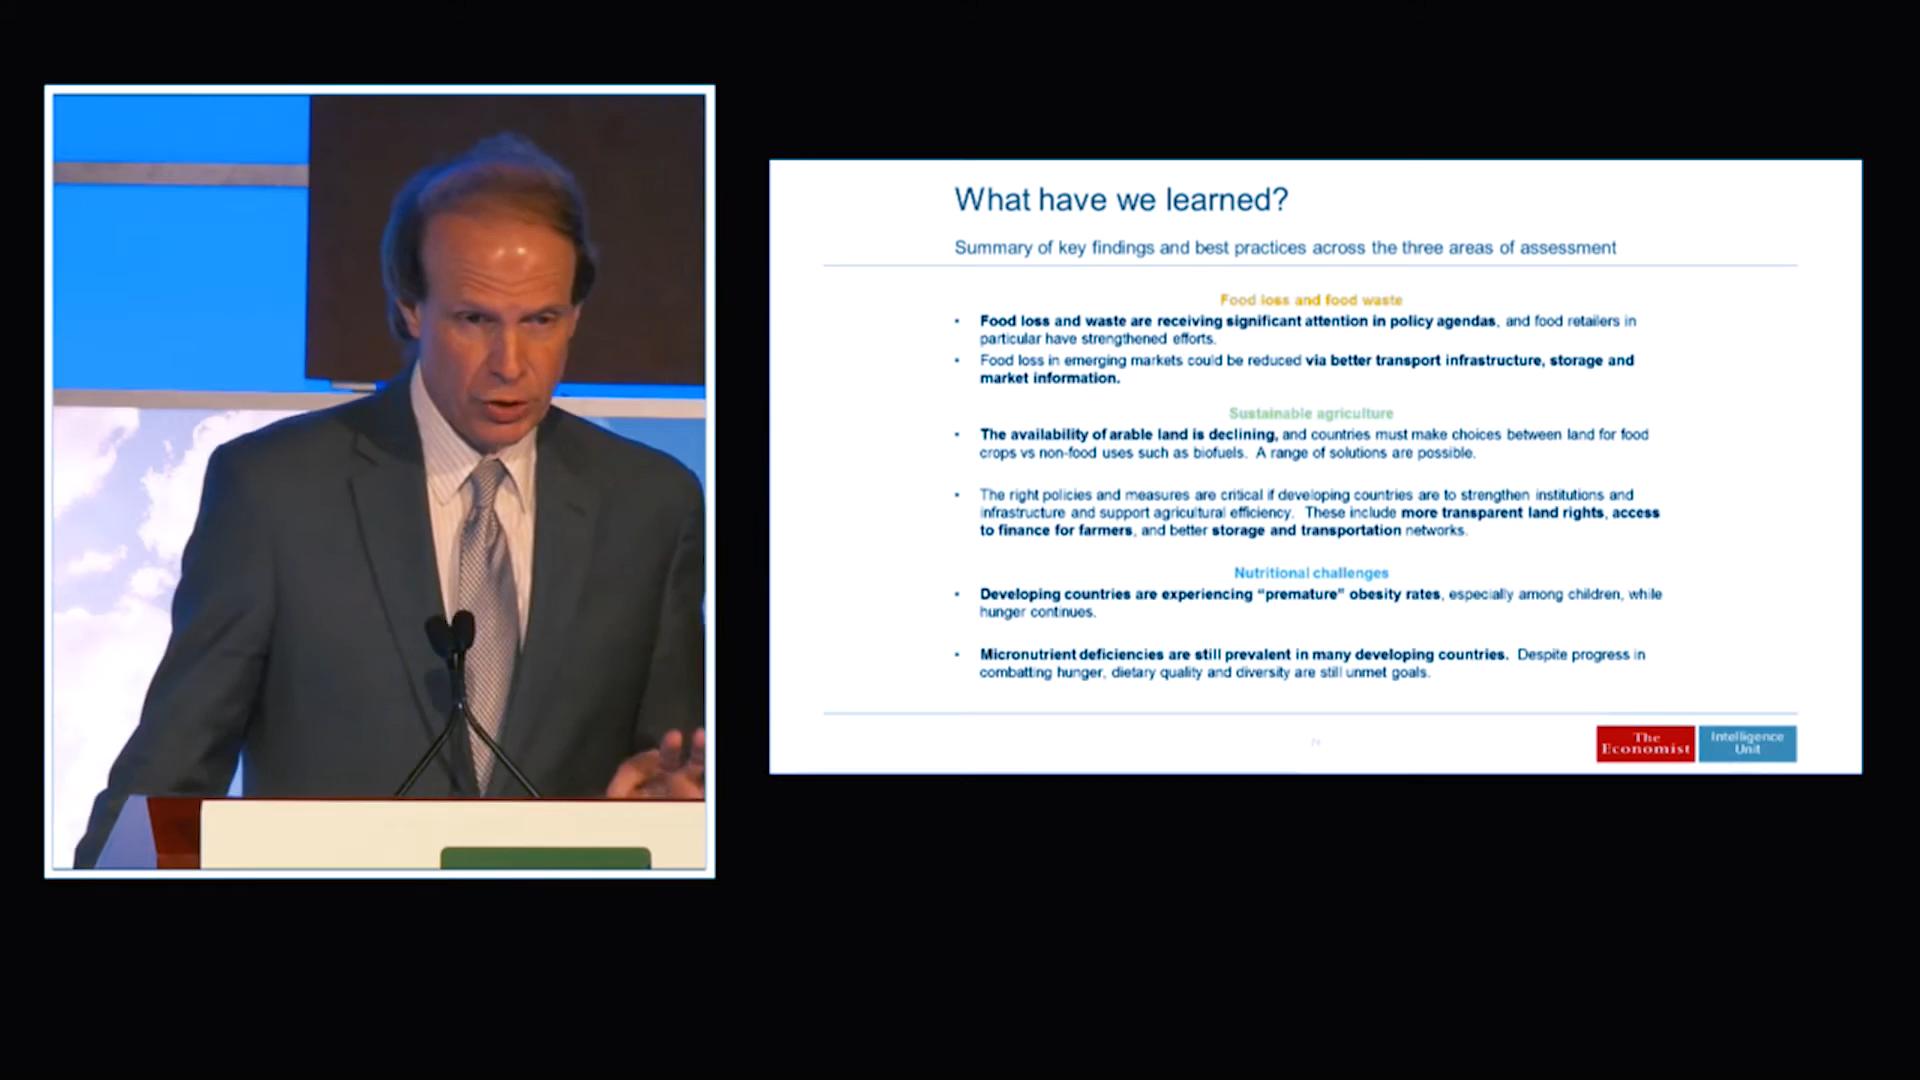 What have we learned?
Summary of key findings and best practices across the three areas of assessment
Food loss and food waste
• Food loss and waste are receiving significant attention in policy agendas, and food retailers in
particular have strengthened efforts.
• Food loss in emerging markets could be reduced via better transport infrastructure, storage and
market information.
Sustainable agriculture
• The availability of arable land is declining, and countries must make choices between land for food
crops vs non-food uses such as biofuels. A range of solutions are possible.
• The right policies and measures are critical if developing countries are to strengthen institutions and
infrastructure and support agricultural efficiency. These include more transparent land rights, access
to finance for farmers, and better storage and transportation networks.
Nutritional challenges
• Developing countries are experiencing “premature” obesity rates, especially among children, while
hunger continues.
• Micronutrient deficiencies are still prevalent in many developing countries. Despite progress in
combatting hunger, dietary quality and diversity are still unmet goals.
The
Economist
Intelligence
Unit